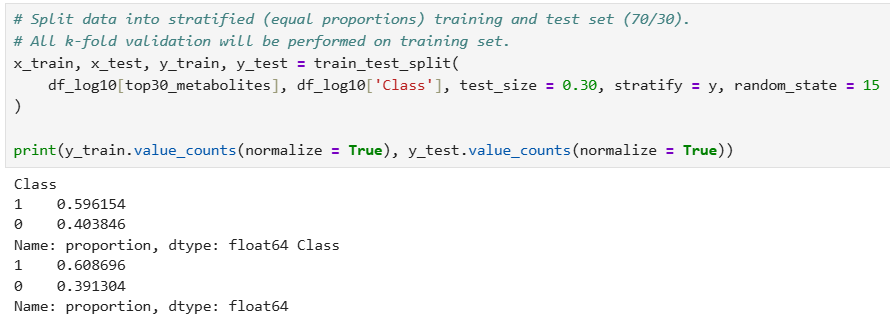 # Split data into stratified (equal proportions) training and test set (70/30).
# All k-fold validation will be performed on training set.
x_train, x_test, y_train, y_test = train_test_split(
    df_log10[top30_metabolites], df_log10['Class'], test_size = 0.30, stratify = y, random_state = 15
)

print(y_train.value_counts(normalize = True), y_test.value_counts(normalize = True))
Class
1    0.596154
0    0.403846
Name: proportion, dtype: float64 Class
1    0.608696
0    0.391304
Name: proportion, dtype: float64